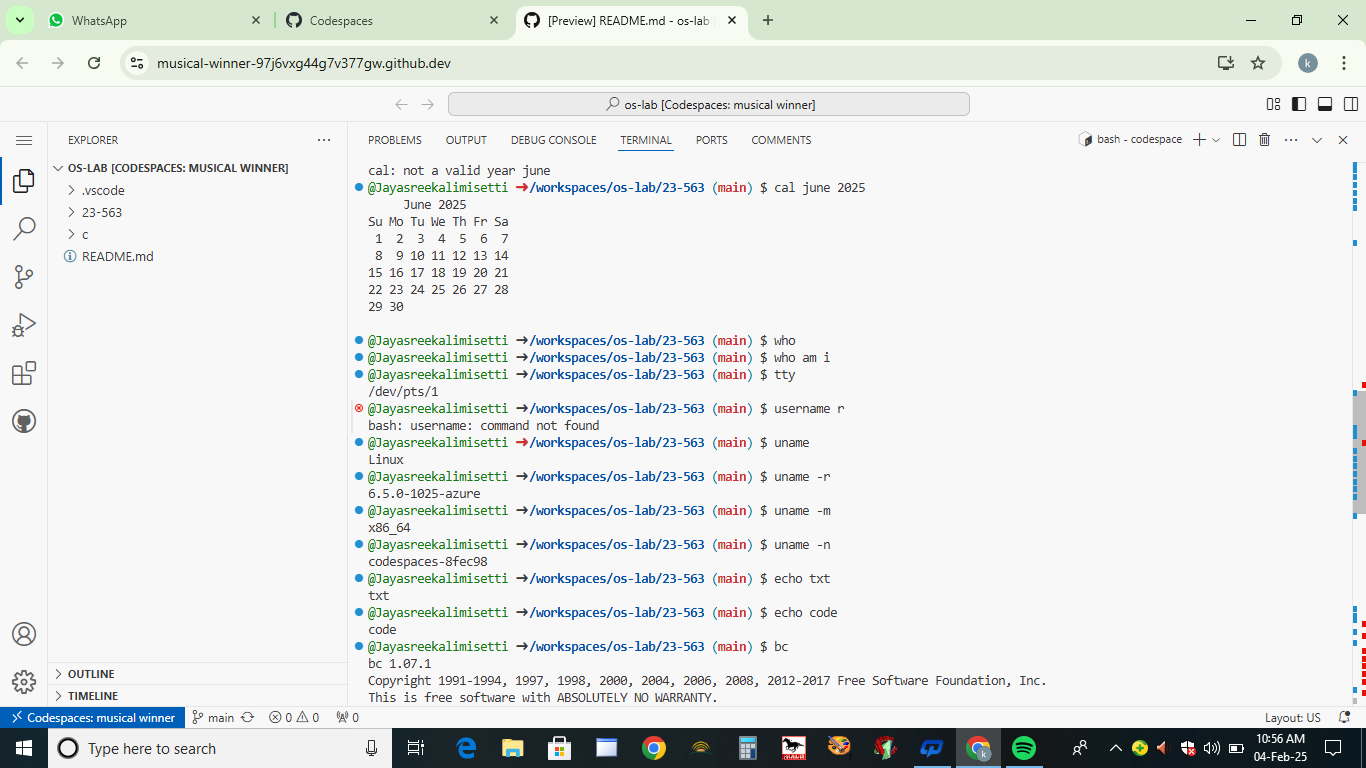 WhatsApp
Codespaces
[Preview] README.md - os-lab
musical-winner-97j6vxg44g7v377gw.github.dev
k
os-lab [Codespaces: musical winner]
EXPLORER
OS-LAB [CODESPACES: MUSICAL WINNER]
.vscode
23-563
c
README.md
OUTLINE
TIMELINE
PROBLEMS OUTPUT DEBUG CONSOLE TERMINAL PORTS COMMENTS
bash - codespace
cal: not a valid year june
@Jayasreekalimisetti ➜/workspaces/os-lab/23-563 (main) $ cal june 2025
June 2025
Su Mo Tu We Th Fr Sa
1 2 3 4 5 6 7
8 9 10 11 12 13 14
15 16 17 18 19 20 21
22 23 24 25 26 27 28
29 30
@Jayasreekalimisetti ➜/workspaces/os-lab/23-563 (main) $ who
@Jayasreekalimisetti ➜/workspaces/os-lab/23-563 (main) $ who am i
@Jayasreekalimisetti ➜/workspaces/os-lab/23-563 (main) $ tty
/dev/pts/1
@Jayasreekalimisetti ➜/workspaces/os-lab/23-563 (main) $ username r
bash: username: command not found
@Jayasreekalimisetti ➜/workspaces/os-lab/23-563 (main) $ uname
Linux
@Jayasreekalimisetti ➜/workspaces/os-lab/23-563 (main) $ uname -r
6.5.0-1025-azure
@Jayasreekalimisetti ➜/workspaces/os-lab/23-563 (main) $ uname -m
x86_64
@Jayasreekalimisetti ➜/workspaces/os-lab/23-563 (main) $ uname -n
codespaces-8fec98
@Jayasreekalimisetti ➜/workspaces/os-lab/23-563 (main) $ echo txt
txt
@Jayasreekalimisetti ➜/workspaces/os-lab/23-563 (main) $ echo code
code
@Jayasreekalimisetti ➜/workspaces/os-lab/23-563 (main) $ bc
bc 1.07.1
Copyright 1991-1994, 1997, 1998, 2000, 2004, 2006, 2008, 2012-2017 Free Software Foundation, Inc.
This is free software with ABSOLUTELY NO WARRANTY.
Codespaces: musical winner main 0 0 0 Layout: US
Type here to search
10:56 AM
04-Feb-25